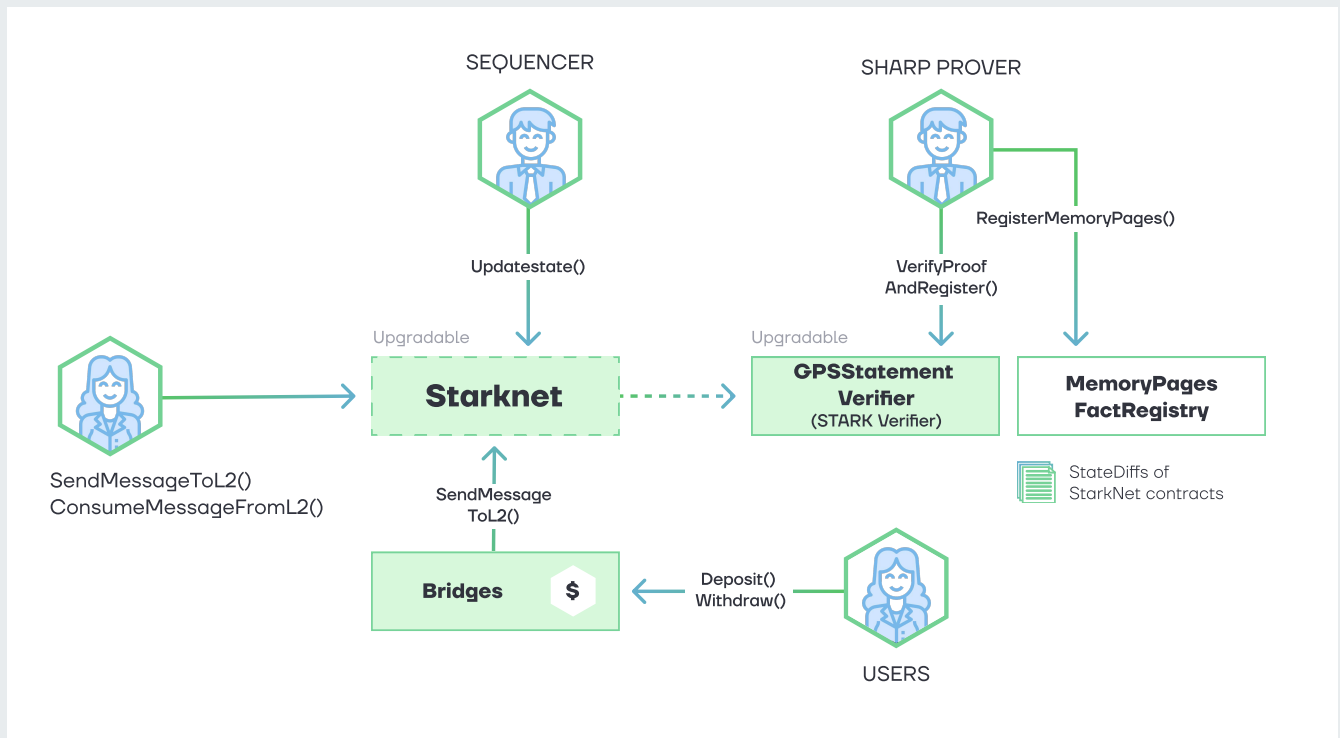 SEQUENCER
SHARP PROVER
RegisterMemoryPages()
Updatestate()
VerifyProof
AndRegister()
Upgradable
Upgradable
Starknet
GPSStatement
Verifier
(STARK Verifier)
MemoryPages
FactRegistry
StateDiffs of
StarkNet contracts
SendMessageToL2()
ConsumeMessageFromL2()
SendMessage
ToL2()
Bridges
$
Deposit()
Withdraw()
USERS